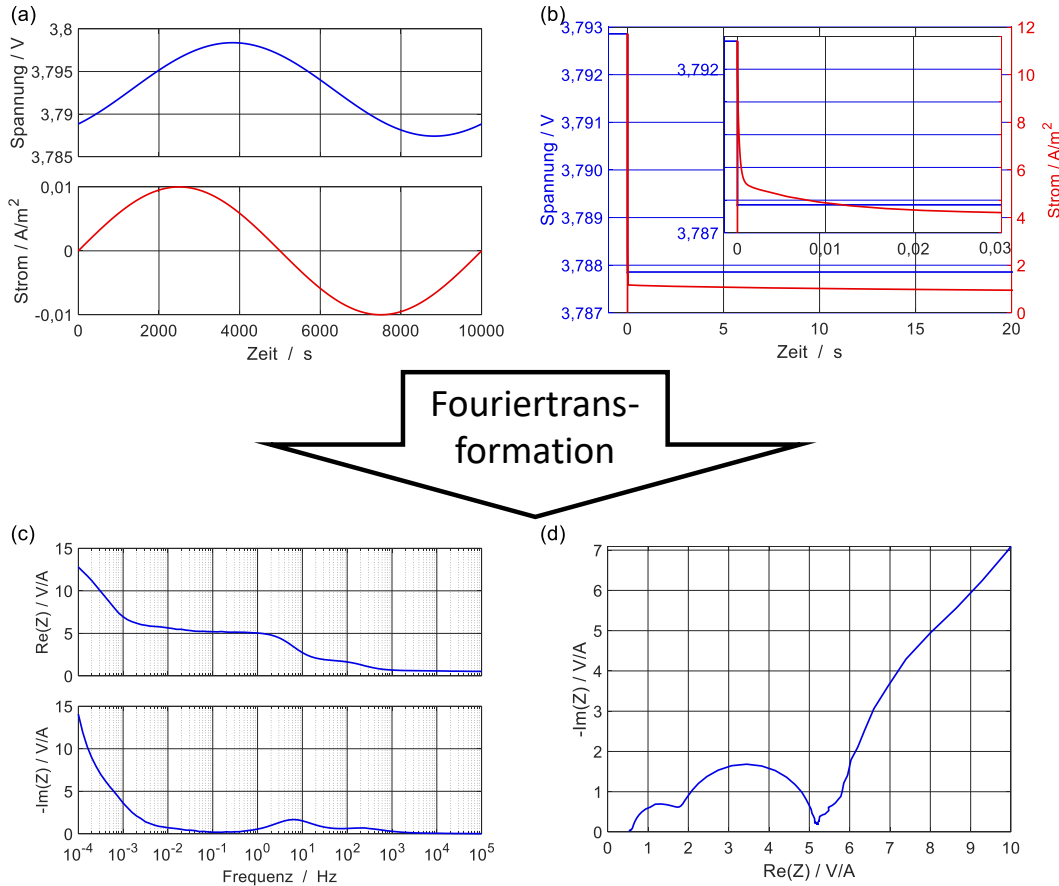 (a)
3,8
3,795
3,79
3,785
Spannung / V
0,01
0
-0,01
Strom / A/m²
0 2000 4000 6000 8000 10000
Zeit / s
(b)
3,793
3,792
3,791
3,790
3,789
3,788
3,787
Spannung / V
3,792
3,787
0 0,01 0,02 0,03
12
10
8
6
4
2
0
Strom / A/m²
0 5 10 15 20
Zeit / s
Fouriertrans-
formation
(c)
15
10
5
0
Re(Z) / V/A
15
10
5
0
-Im(Z) / V/A
10⁻⁴ 10⁻³ 10⁻² 10⁻¹ 10⁰ 10¹ 10² 10³ 10⁴ 10⁵
Frequenz / Hz
(d)
7
6
5
4
3
2
1
0
-Im(Z) / V/A
0 1 2 3 4 5 6 7 8 9 10
Re(Z) / V/A